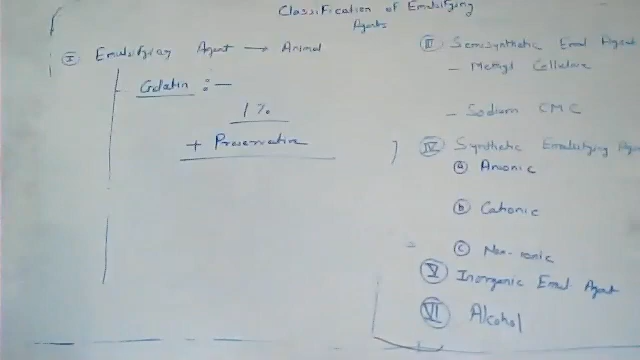 Classification of Emulsifying
Agents
I Emulsifying Agent → Animal
Gelatin :-
1 %
+ Preservative
III Semisynthetic Emul Agent
- Methyl Cellulose
- Sodium CMC
IV Synthetic Emulsifying Agen
a Anionic
b Cationic
c Non-ionic
V Inorganic Emul Agent
VI Alcohol